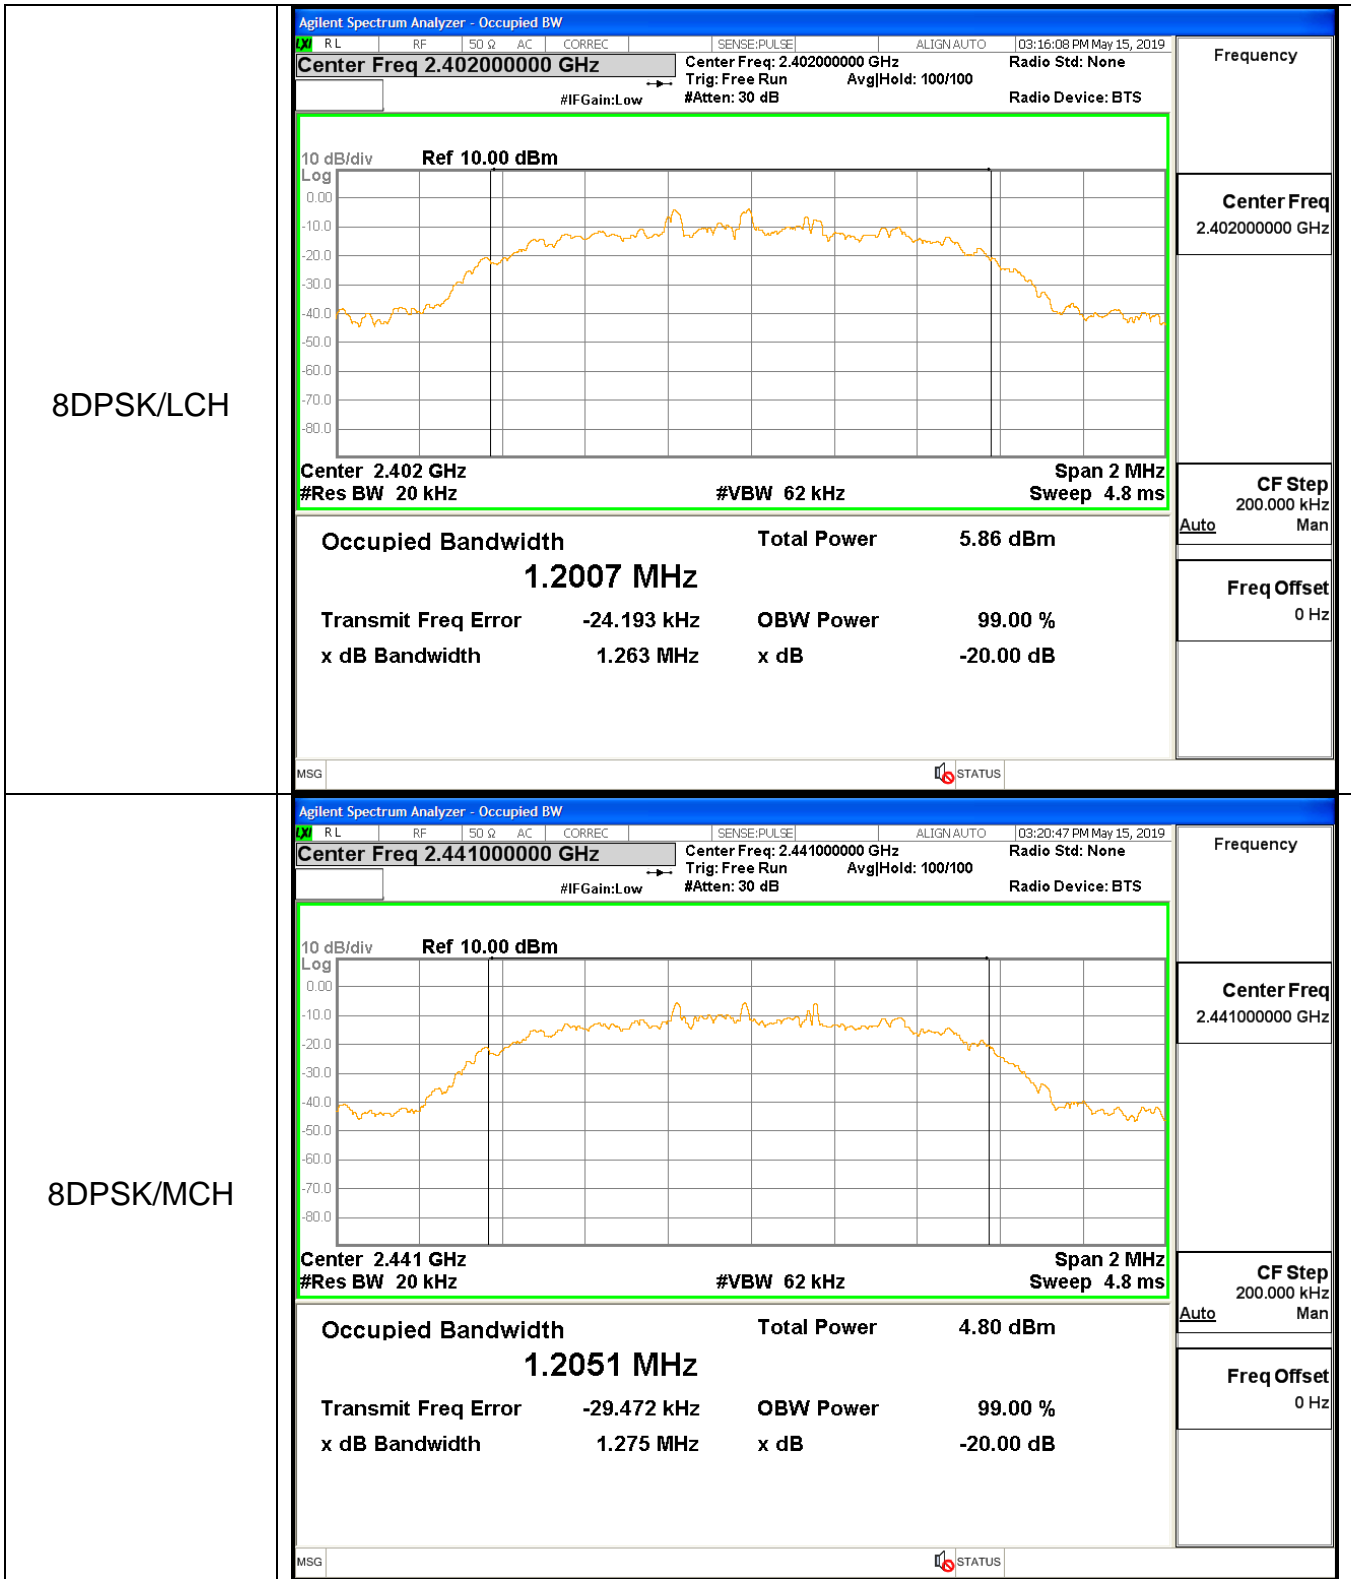 8DPSK/LCH
Agilent Spectrum Analyzer - Occupied BW
LXI RL RF 50 Ω AC CORREC SENSE:PULSE ALIGN AUTO 03:16:08 PM May 15, 2019
Center Freq 2.402000000 GHz
Center Freq: 2.402000000 GHz Radio Std: None
Trig: Free Run Avg|Hold: 100/100
#IFGain:Low #Atten: 30 dB Radio Device: BTS
Frequency
10 dB/div Ref 10.00 dBm
Log
0.00
-10.0
-20.0
-30.0
-40.0
-50.0
-60.0
-70.0
-80.0
Center 2.402 GHz Span 2 MHz
#Res BW 20 kHz #VBW 62 kHz Sweep 4.8 ms
Center Freq
2.402000000 GHz
CF Step
200.000 kHz
Auto Man
Freq Offset
0 Hz
Occupied Bandwidth Total Power 5.86 dBm
1.2007 MHz
Transmit Freq Error -24.193 kHz OBW Power 99.00 %
x dB Bandwidth 1.263 MHz x dB -20.00 dB
MSG STATUS
8DPSK/MCH
Agilent Spectrum Analyzer - Occupied BW
LXI RL RF 50 Ω AC CORREC SENSE:PULSE ALIGN AUTO 03:20:47 PM May 15, 2019
Center Freq 2.441000000 GHz
Center Freq: 2.441000000 GHz Radio Std: None
Trig: Free Run Avg|Hold: 100/100
#IFGain:Low #Atten: 30 dB Radio Device: BTS
Frequency
10 dB/div Ref 10.00 dBm
Log
0.00
-10.0
-20.0
-30.0
-40.0
-50.0
-60.0
-70.0
-80.0
Center 2.441 GHz Span 2 MHz
#Res BW 20 kHz #VBW 62 kHz Sweep 4.8 ms
Center Freq
2.441000000 GHz
CF Step
200.000 kHz
Auto Man
Freq Offset
0 Hz
Occupied Bandwidth Total Power 4.80 dBm
1.2051 MHz
Transmit Freq Error -29.472 kHz OBW Power 99.00 %
x dB Bandwidth 1.275 MHz x dB -20.00 dB
MSG STATUS